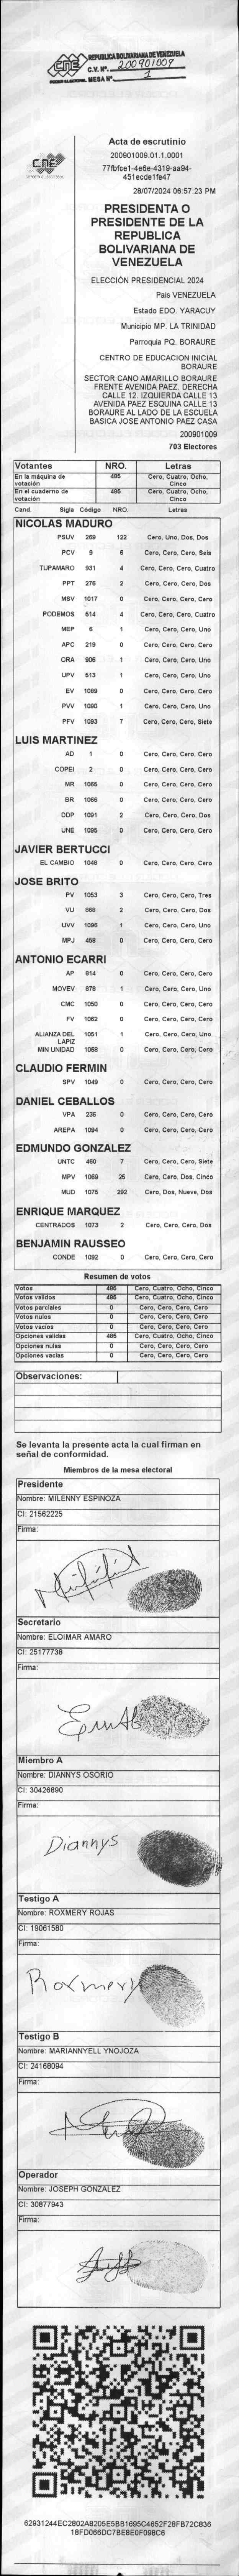 REPUBLICA BOLIVARIANA DE VENEZUELA
CNE
C.V. Nº. 200901009
MESA Nº. 1
Acta de escrutinio
200901009.01.1.0001
77fbfce1-4e6e-4319-aa94-
451ecde1fe47
28/07/2024 06:57:23 PM
CNE
PRESIDENTA O
PRESIDENTE DE LA
REPUBLICA
BOLIVARIANA DE
VENEZUELA
ELECCIÓN PRESIDENCIAL 2024
Pais VENEZUELA
Estado EDO. YARACUY
Municipio MP. LA TRINIDAD
Parroquia PQ. BORAURE
CENTRO DE EDUCACION INICIAL
BORAURE
SECTOR CANO AMARILLO BORAURE
FRENTE AVENIDA PAEZ. DERECHA
CALLE 12. IZQUIERDA CALLE 13
AVENIDA PAEZ ESQUINA CALLE 13
BORAURE AL LADO DE LA ESCUELA
BASICA JOSE ANTONIO PAEZ CASA
200901009
703 Electores
Votantes NRO. Letras
En la máquina de votación 485 Cero, Cuatro, Ocho, Cinco
En el cuaderno de votación 485 Cero, Cuatro, Ocho, Cinco
Cand. Sigla Código NRO. Letras
NICOLAS MADURO
PSUV 269 122 Cero, Uno, Dos, Dos
PCV 9 6 Cero, Cero, Cero, Seis
TUPAMARO 931 4 Cero, Cero, Cero, Cuatro
PPT 276 2 Cero, Cero, Cero, Dos
MSV 1017 0 Cero, Cero, Cero, Cero
PODEMOS 514 4 Cero, Cero, Cero, Cuatro
MEP 6 1 Cero, Cero, Cero, Uno
APC 219 0 Cero, Cero, Cero, Cero
ORA 906 1 Cero, Cero, Cero, Uno
UPV 513 1 Cero, Cero, Cero, Uno
EV 1089 0 Cero, Cero, Cero, Cero
PVV 1090 1 Cero, Cero, Cero, Uno
PFV 1093 7 Cero, Cero, Cero, Siete
LUIS MARTINEZ
AD 1 0 Cero, Cero, Cero, Cero
COPEI 2 0 Cero, Cero, Cero, Cero
MR 1065 0 Cero, Cero, Cero, Cero
BR 1066 0 Cero, Cero, Cero, Cero
DDP 1091 2 Cero, Cero, Cero, Dos
UNE 1095 0 Cero, Cero, Cero, Cero
JAVIER BERTUCCI
EL CAMBIO 1048 0 Cero, Cero, Cero, Cero
JOSE BRITO
PV 1053 3 Cero, Cero, Cero, Tres
VU 868 2 Cero, Cero, Cero, Dos
UVV 1096 1 Cero, Cero, Cero, Uno
MPJ 458 0 Cero, Cero, Cero, Cero
ANTONIO ECARRI
AP 814 0 Cero, Cero, Cero, Cero
MOVEV 878 1 Cero, Cero, Cero, Uno
CMC 1050 0 Cero, Cero, Cero, Cero
FV 1062 0 Cero, Cero, Cero, Cero
ALIANZA DEL LAPIZ 1051 1 Cero, Cero, Cero, Uno
MIN UNIDAD 1068 0 Cero, Cero, Cero, Cero
CLAUDIO FERMIN
SPV 1049 0 Cero, Cero, Cero, Cero
DANIEL CEBALLOS
VPA 236 0 Cero, Cero, Cero, Cero
AREPA 1094 0 Cero, Cero, Cero, Cero
EDMUNDO GONZALEZ
UNTC 460 7 Cero, Cero, Cero, Siete
MPV 1069 25 Cero, Cero, Dos, Cinco
MUD 1075 292 Cero, Dos, Nueve, Dos
ENRIQUE MARQUEZ
CENTRADOS 1073 2 Cero, Cero, Cero, Dos
BENJAMIN RAUSSEO
CONDE 1092 0 Cero, Cero, Cero, Cero
Resumen de votos
Votos 485 Cero, Cuatro, Ocho, Cinco
Votos validos 485 Cero, Cuatro, Ocho, Cinco
Votos parciales 0 Cero, Cero, Cero, Cero
Votos nulos 0 Cero, Cero, Cero, Cero
Votos vacios 0 Cero, Cero, Cero, Cero
Opciones validas 485 Cero, Cuatro, Ocho, Cinco
Opciones nulas 0 Cero, Cero, Cero, Cero
Opciones vacias 0 Cero, Cero, Cero, Cero
Observaciones:
Se levanta la presente acta la cual firman en
señal de conformidad.
Miembros de la mesa electoral
Presidente
Nombre: MILENNY ESPINOZA
CI: 21562225
Firma:
Secretario
Nombre: ELOIMAR AMARO
CI: 25177738
Firma:
Miembro A
Nombre: DIANNYS OSORIO
CI: 30426890
Firma:
Diannys
Testigo A
Nombre: ROXMERY ROJAS
CI: 19061560
Firma:
Roxmery
Testigo B
Nombre: MARIANNYELL YNOJOZA
CI: 24168094
Firma:
Operador
Nombre: JOSEPH GONZALEZ
CI: 30877943
Firma:
62931244EC2802A8205E5BB1695C4652F28FB72C836
18FD066DC7BE8E0F098C6